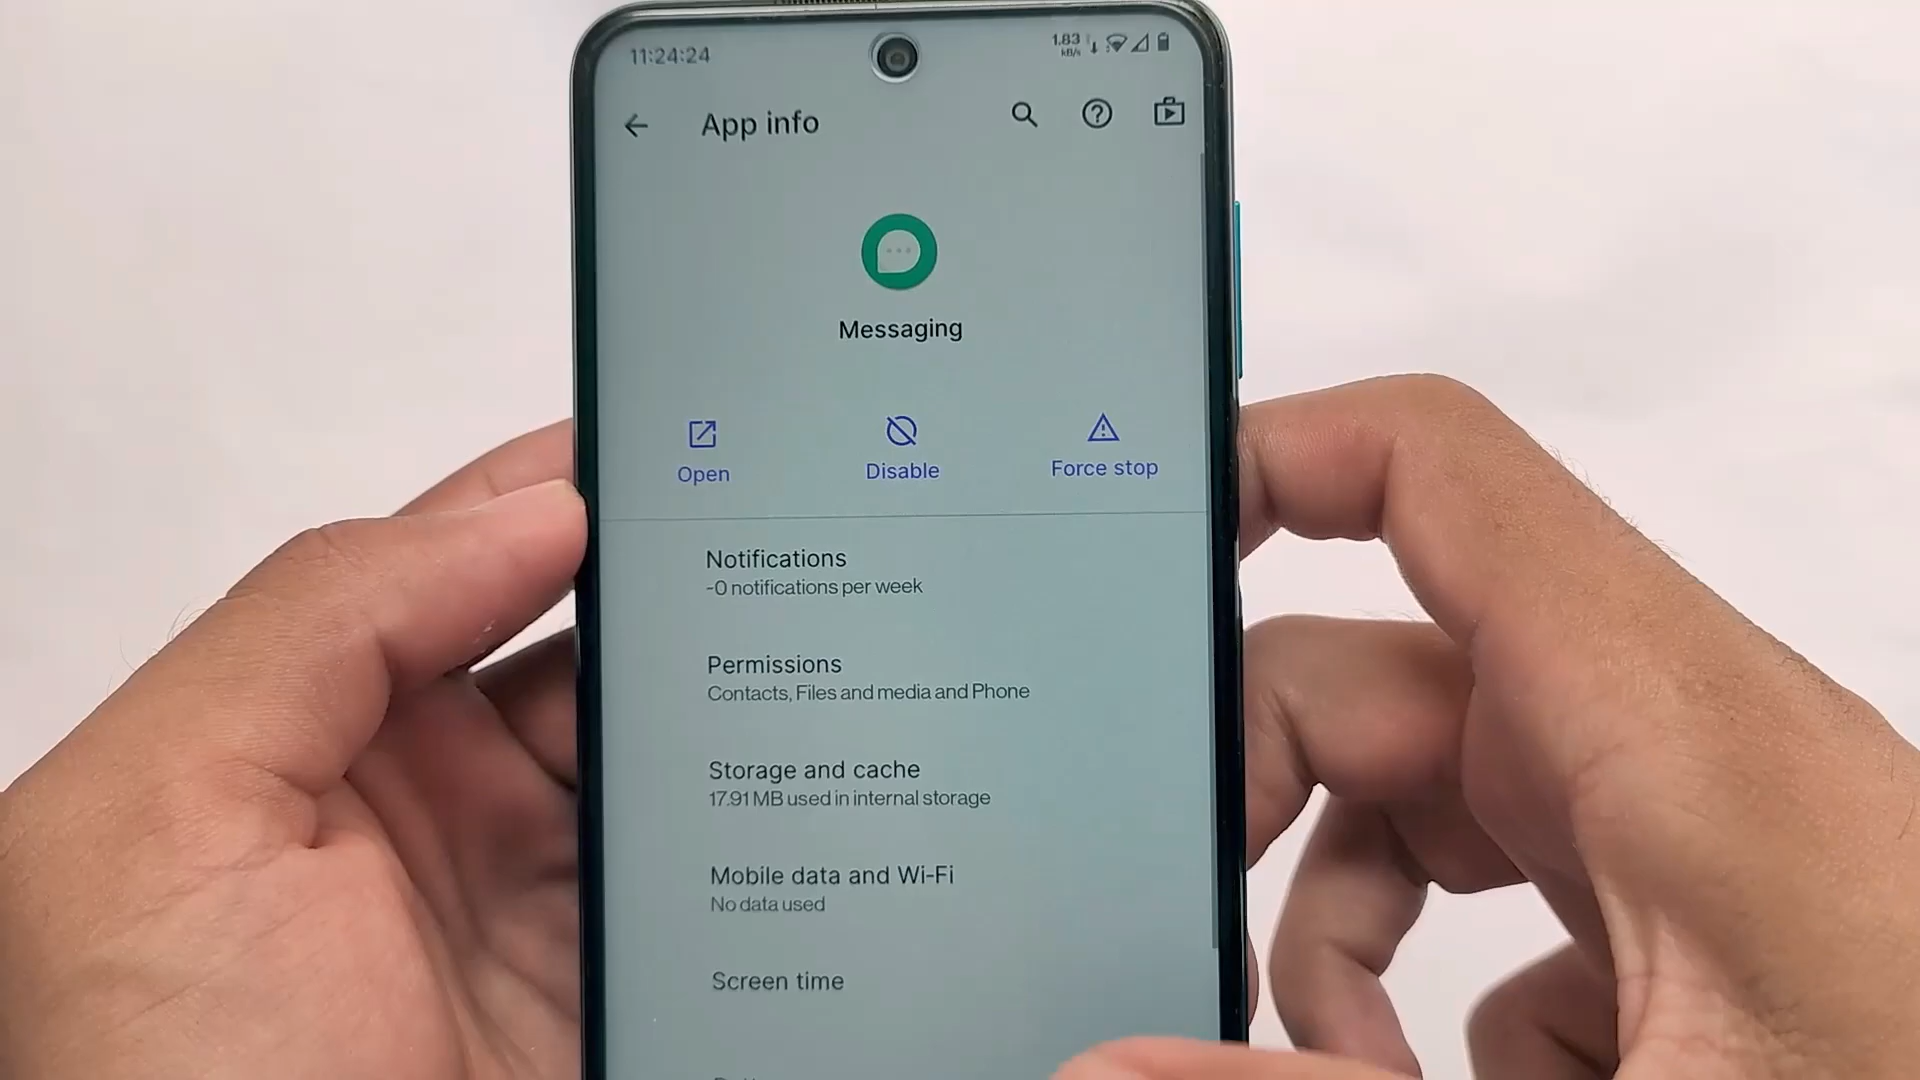 11:24:24
1.83
kB/s
App info
Messaging
Open
Disable
Force stop
Notifications
~0 notifications per week
Permissions
Contacts, Files and media and Phone
Storage and cache
17.91 MB used in internal storage
Mobile data and Wi-Fi
No data used
Screen time